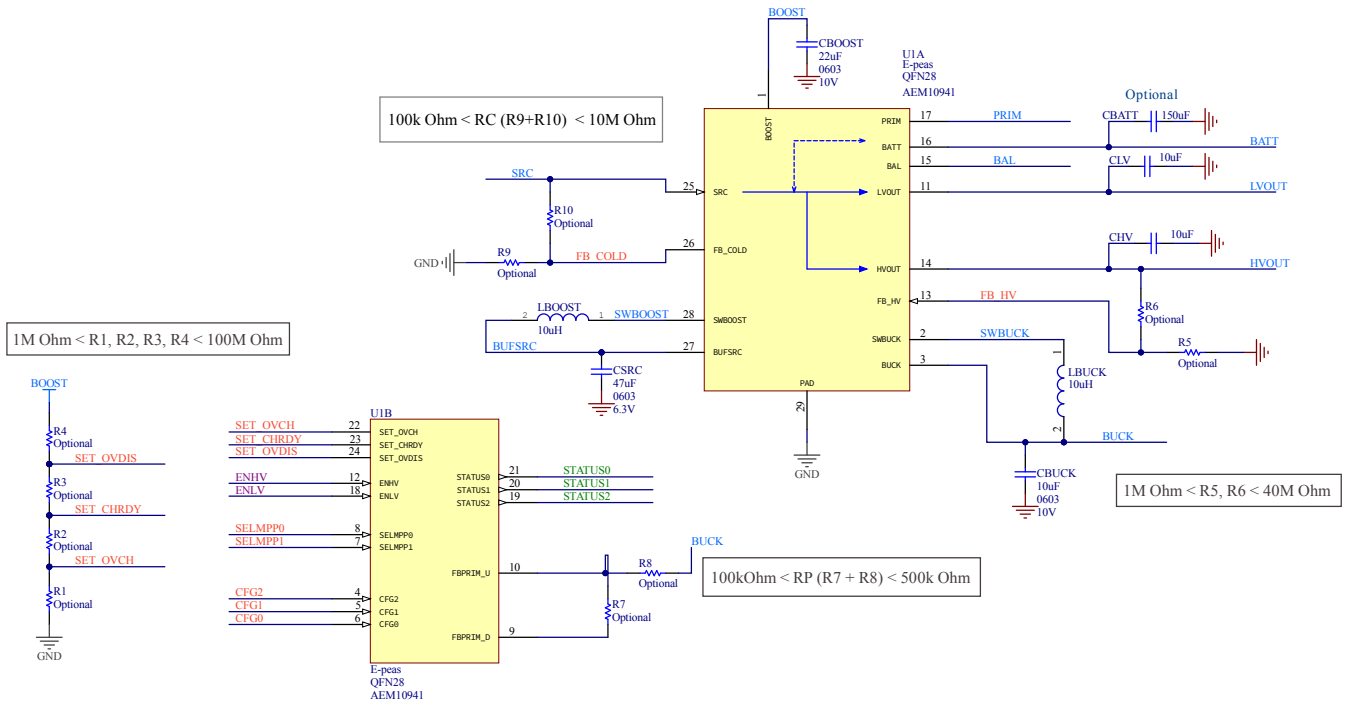 BOOST
CBOOST
22uF
0603
10V
1
BOOST
U1A
E-peas
QFN28
AEM10941
100k Ohm < RC (R9+R10) < 10M Ohm
SRC
25
SRC
R10
Optional
26
FB_COLD
R9
Optional
FB_COLD
GND
LBOOST
10uH
2
1
SWBOOST
28
SWBOOST
BUFSRC
27
BUFSRC
CSRC
47uF
0603
6.3V
PAD
29
GND
PRIM
17
PRIM
Optional
CBATT
150uF
BATT
16
BATT
BAL
15
BAL
CLV
10uF
LVOUT
11
LVOUT
CHV
10uF
HVOUT
14
HVOUT
FB_HV
13
FB_HV
R6
Optional
R5
Optional
SWBUCK
2
SWBUCK
BUCK
3
1
LBUCK
10uH
2
BUCK
CBUCK
10uF
0603
10V
1M Ohm < R5, R6 < 40M Ohm
1M Ohm < R1, R2, R3, R4 < 100M Ohm
BOOST
R4
Optional
SET_OVDIS
R3
Optional
SET_CHRDY
R2
Optional
SET_OVCH
R1
Optional
GND
U1B
SET_OVCH
22
SET_OVCH
SET_CHRDY
23
SET_CHRDY
SET_OVDIS
24
SET_OVDIS
ENHV
12
ENHV
ENLV
18
ENLV
SELMPP0
8
SELMPP0
SELMPP1
7
SELMPP1
CFG2
4
CFG2
CFG1
5
CFG1
CFG0
6
CFG0
STATUS0
21
STATUS0
STATUS1
20
STATUS1
STATUS2
19
STATUS2
FBPRIM_U
10
R8
Optional
BUCK
R7
Optional
FBPRIM_D
9
E-peas
QFN28
AEM10941
100kOhm < RP (R7 + R8) < 500k Ohm